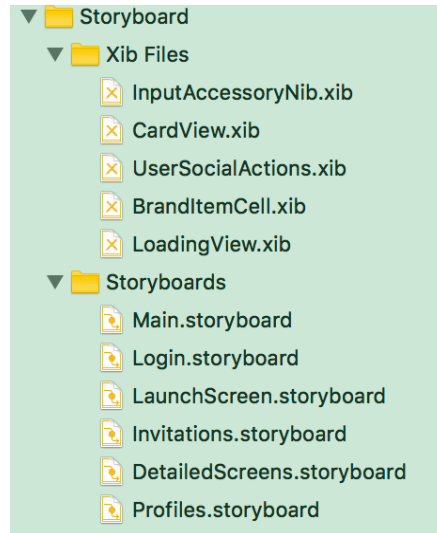 Storyboard
Xib Files
InputAccessoryNib.xib
CardView.xib
UserSocialActions.xib
BrandItemCell.xib
LoadingView.xib
Storyboards
Main.storyboard
Login.storyboard
LaunchScreen.storyboard
Invitations.storyboard
DetailedScreens.storyboard
Profiles.storyboard